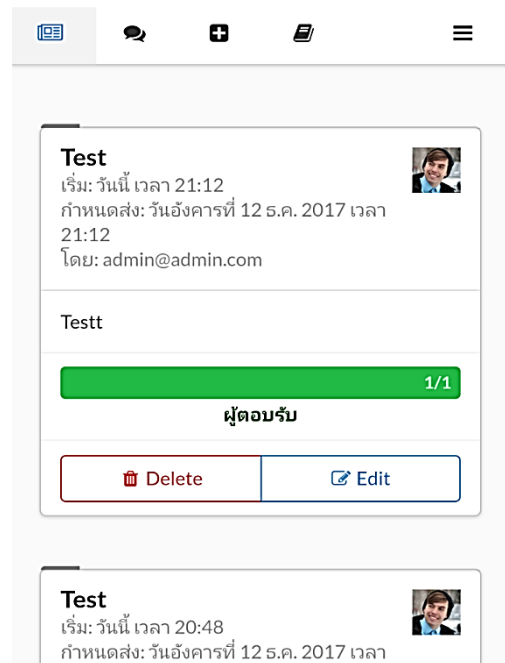 Test
เริ่ม: วันนี้ เวลา 21:12
กำหนดส่ง: วันอังคารที่ 12 ธ.ค. 2017 เวลา
21:12
โดย: admin@admin.com
Testt
1/1
ผู้ตอบรับ
Delete
Edit
Test
เริ่ม: วันนี้ เวลา 20:48
กำหนดส่ง: วันอังคารที่ 12 ธ.ค. 2017 เวลา